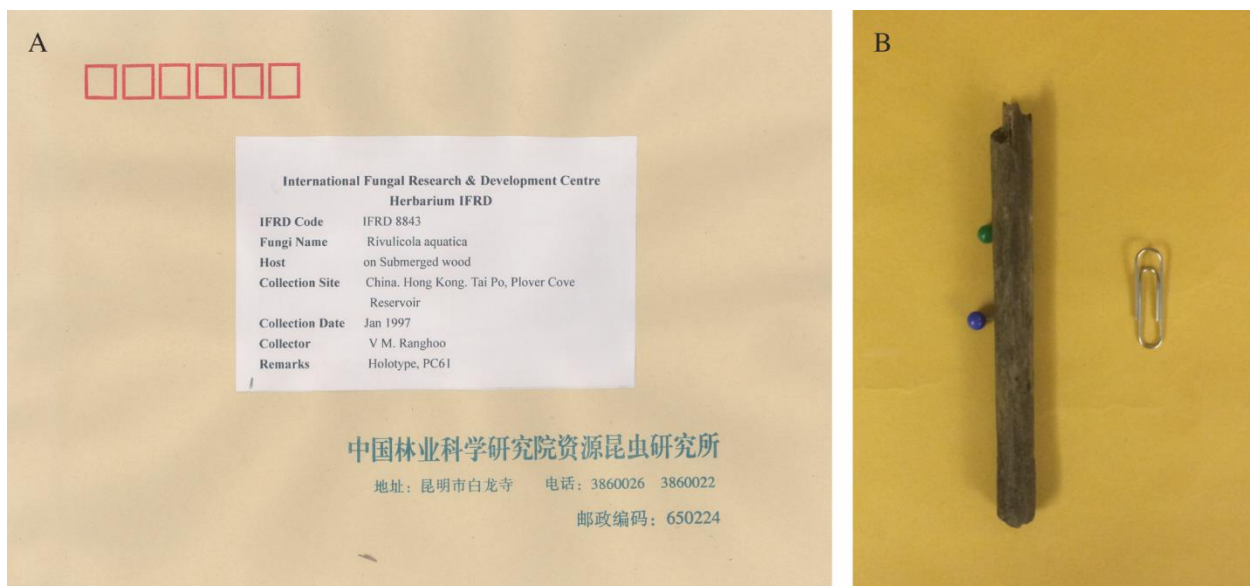 A
International Fungal Research & Development Centre
Herbarium IFRD
IFRD Code IFRD 8843
Fungi Name Rivulicola aquatica
Host on Submerged wood
Collection Site China. Hong Kong. Tai Po, Plover Cove
Reservoir
Collection Date Jan 1997
Collector V M. Ranghoo
Remarks Holotype, PC61
中国林业科学研究院资源昆虫研究所
地址：昆明市白龙寺 电话：3860026 3860022
邮政编码：650224
B